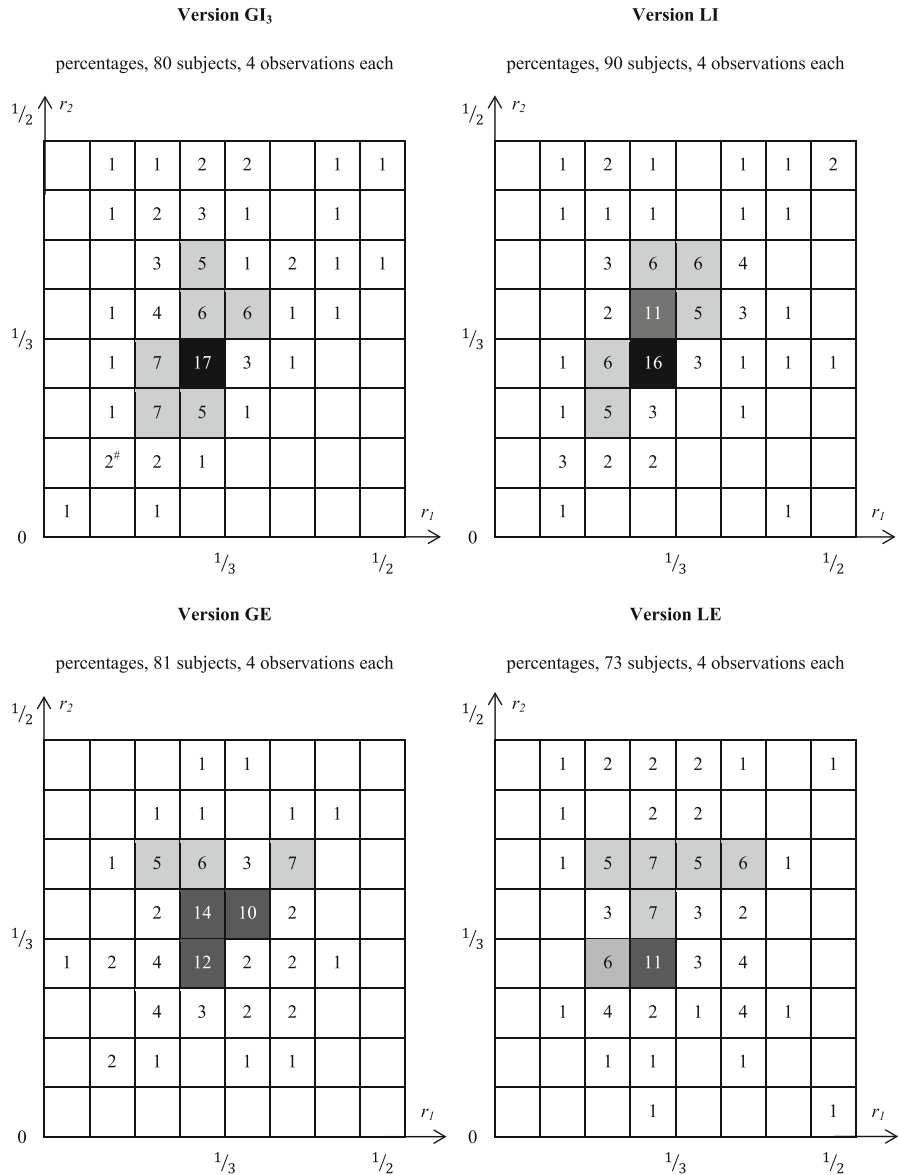 Version GI₃
percentages, 80 subjects, 4 observations each
1/2 r₂
1 1 2 2 1 1
1 2 3 1 1
3 5 1 2 1 1
1 4 6 6 1 1
1/3
1 7 17 3 1
1 7 5 1
2# 2 1
1 1 r₁
0
1/3 1/2
Version LI
percentages, 90 subjects, 4 observations each
1/2 r₂
1 2 1 1 1 2
1 1 1 1 1
3 6 6 4
2 11 5 3 1
1/3
1 6 16 3 1 1 1
1 5 3 1
3 2 2
1 1 r₁
0
1/3 1/2
Version GE
percentages, 81 subjects, 4 observations each
1/2 r₂
1 1
1 1 1 1
1 5 6 3 7
2 14 10 2
1/3
1 2 4 12 2 2 1
4 3 2 2
2 1 1 1
r₁
0
1/3 1/2
Version LE
percentages, 73 subjects, 4 observations each
1/2 r₂
1 2 2 2 1 1
1 2 2
1 5 7 5 6 1
3 7 3 2
1/3
6 11 3 4
1 4 2 1 4 1
1 1 1
1 1 r₁
0
1/3 1/2